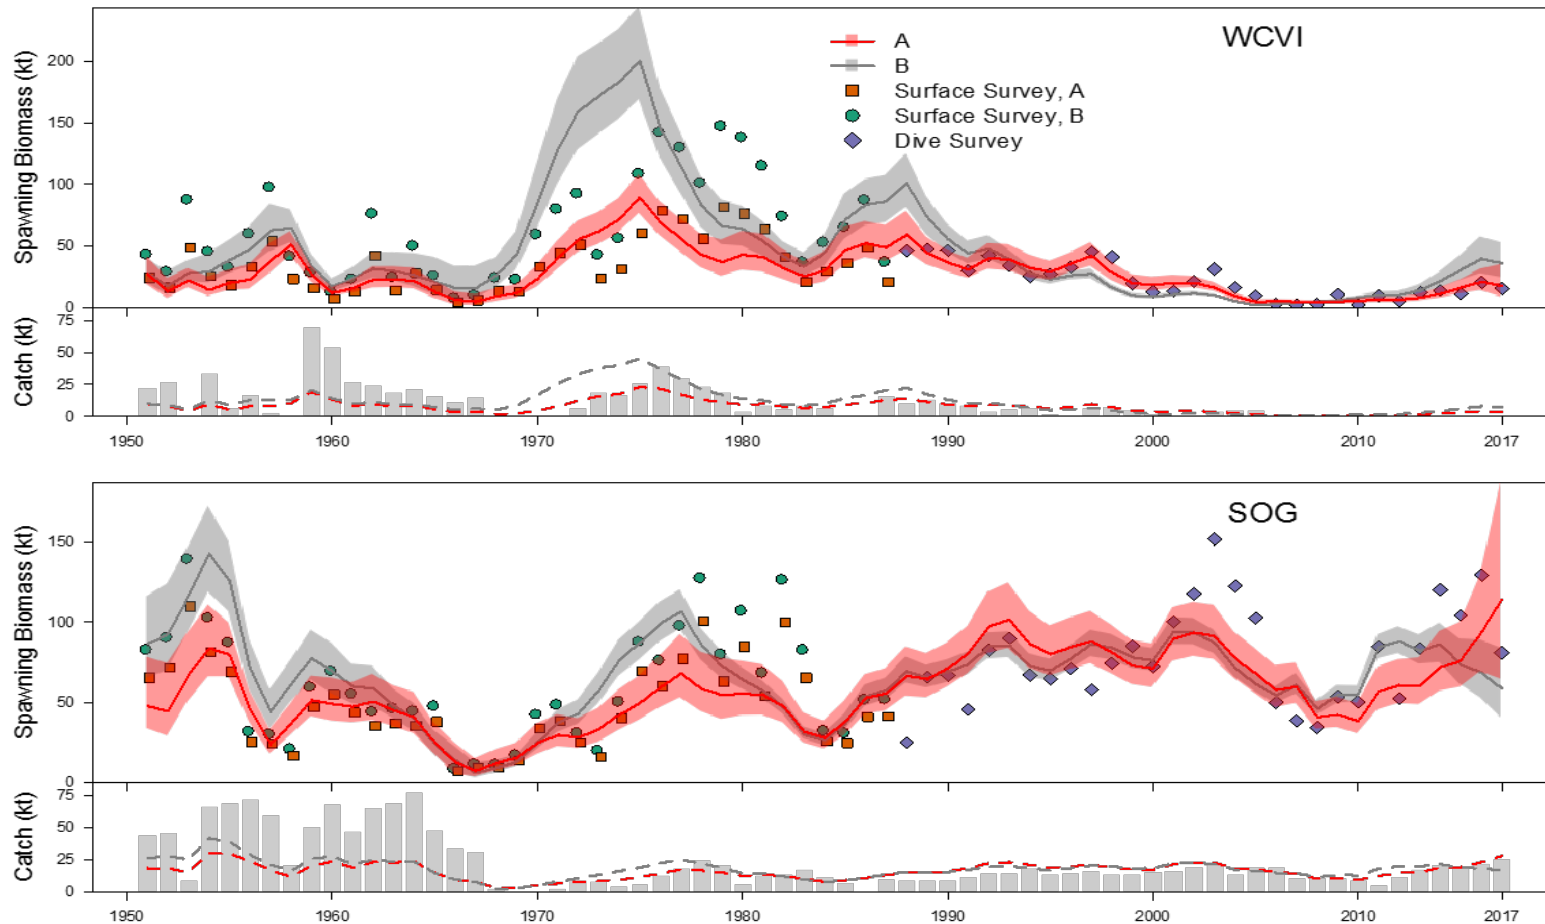 WCVI
A
B
Surface Survey, A
Surface Survey, B
Dive Survey
Spawning Biomass (kt)
200
150
100
50
0
Catch (kt)
75
50
25
0
1950 1960 1970 1980 1990 2000 2010 2017
SOG
Spawning Biomass (kt)
150
100
50
0
Catch (kt)
75
50
25
0
1950 1960 1970 1980 1990 2000 2010 2017